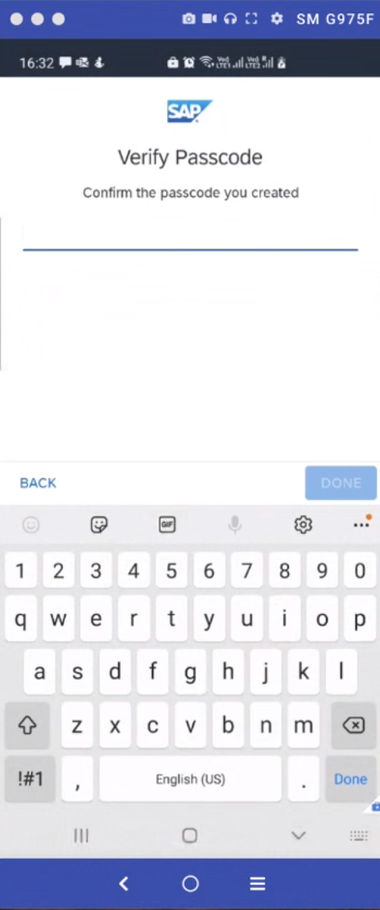 SM G975F
16:32
SAP
Verify Passcode
Confirm the passcode you created
BACK DONE
GIF
1 2 3 4 5 6 7 8 9 0
q w e r t y u i o p
a s d f g h j k l
z x c v b n m
!#1 , English (US) . Done